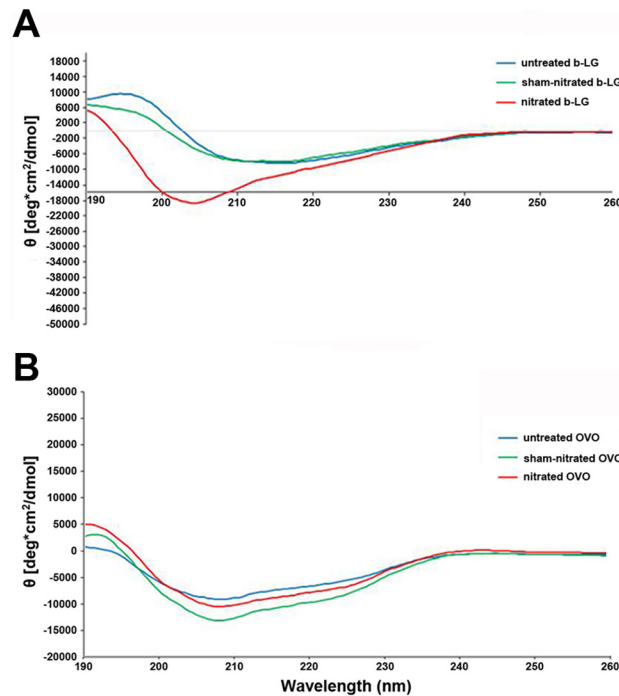 A
18000
14000
10000
6000
2000
-2000
-6000
-10000
-14000
-18000
-22000
-26000
-30000
-34000
-38000
-42000
-46000
-50000
θ [deg*cm2/dmol]
190 200 210 220 230 240 250 260
untreated b-LG
sham-nitrated b-LG
nitrated b-LG
B
30000
25000
20000
15000
10000
5000
0
-5000
-10000
-15000
-20000
θ [deg*cm2/dmol]
untreated OVO
sham-nitrated OVO
nitrated OVO
190 200 210 220 230 240 250 260
Wavelength (nm)